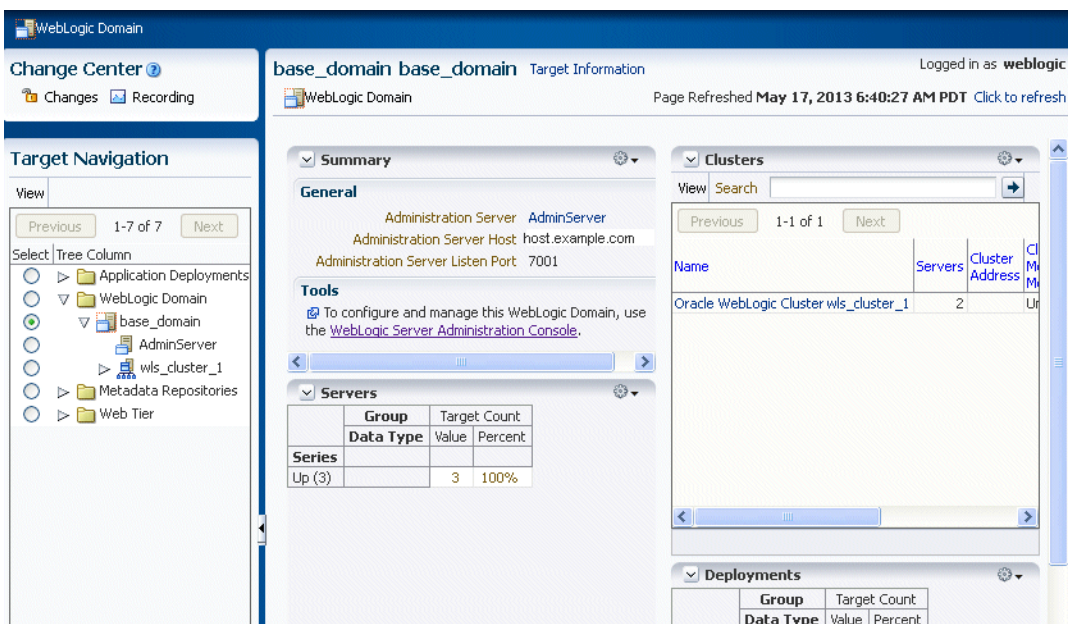 WebLogic Domain
Change Center
Changes Recording
Target Navigation
View
Previous 1-7 of 7 Next
Select Tree Column
Application Deployments
WebLogic Domain
base_domain
AdminServer
wls_cluster_1
Metadata Repositories
Web Tier
base_domain base_domain Target Information
Logged in as weblogic
WebLogic Domain
Page Refreshed May 17, 2013 6:40:27 AM PDT Click to refresh
Summary
General
Administration Server AdminServer
Administration Server Host host.example.com
Administration Server Listen Port 7001
Tools
To configure and manage this WebLogic Domain, use
the WebLogic Server Administration Console.
Servers
Group Target Count
Data Type Value Percent
Series
Up (3) 3 100%
Clusters
View Search
Previous 1-1 of 1 Next
Name Servers Cluster
Address
Oracle WebLogic Cluster wls_cluster_1 2
Deployments
Group Target Count
Data Type Value Percent